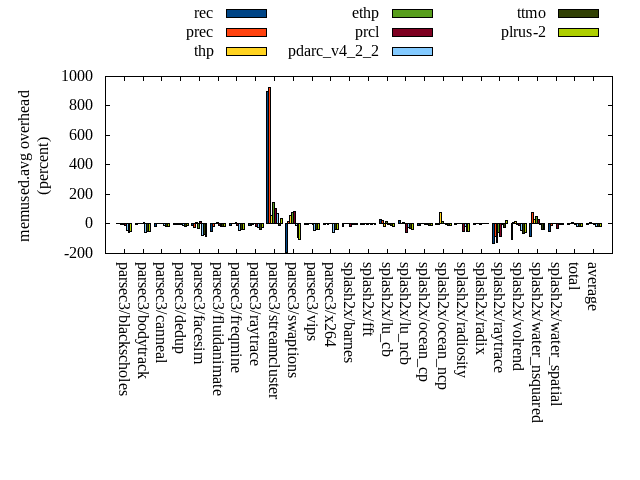 rec
prec
thp
ethp
prcl
pdarc_v4_2_2
ttmo
plrus-2
memused.avg overhead
(percent)
1000
800
600
400
200
0
-200
parsec3/blackscholes
parsec3/bodytrack
parsec3/canneal
parsec3/dedup
parsec3/facesim
parsec3/fluidanimate
parsec3/freqmine
parsec3/raytrace
parsec3/streamcluster
parsec3/swaptions
parsec3/vips
parsec3/x264
splash2x/barnes
splash2x/fft
splash2x/lu_cb
splash2x/lu_ncb
splash2x/ocean_cp
splash2x/ocean_ncp
splash2x/radiosity
splash2x/radix
splash2x/raytrace
splash2x/volrend
splash2x/water_nsquared
splash2x/water_spatial
total
average